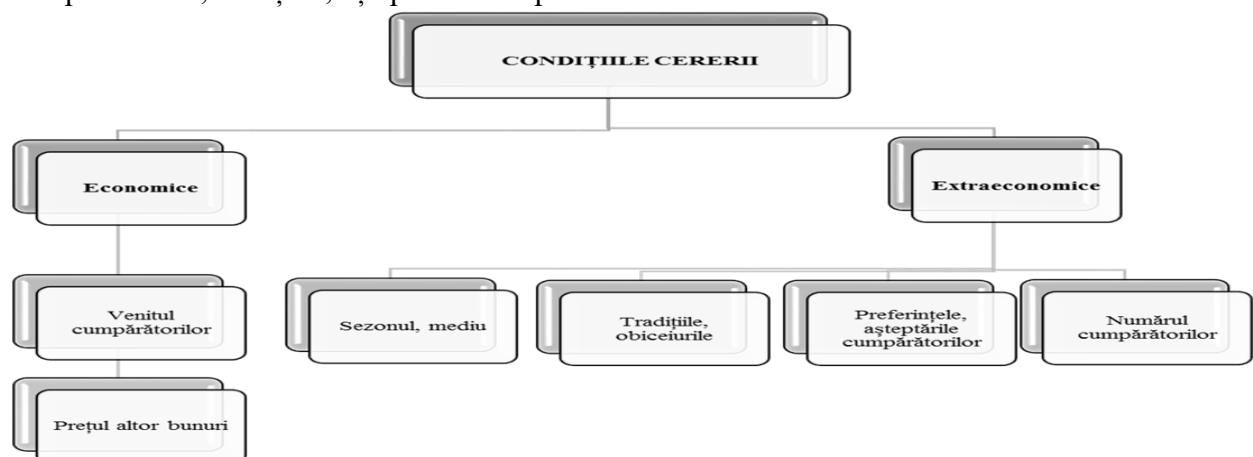 CONDIȚIILE CERERII
Economice
Extraeconomice
Venitul
cumpărătorilor
Sezonul, mediu
Tradițiile,
obiceiurile
Preferințele,
așteptările
cumpărătorilor
Numărul
cumpărătorilor
Prețul altor bunuri